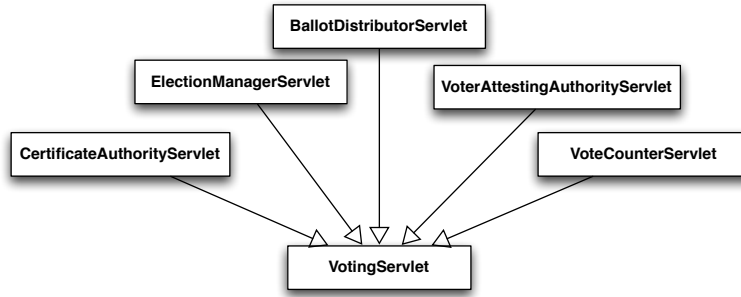 BallotDistributorServlet
ElectionManagerServlet
VoterAttestingAuthorityServlet
CertificateAuthorityServlet
VoteCounterServlet
VotingServlet